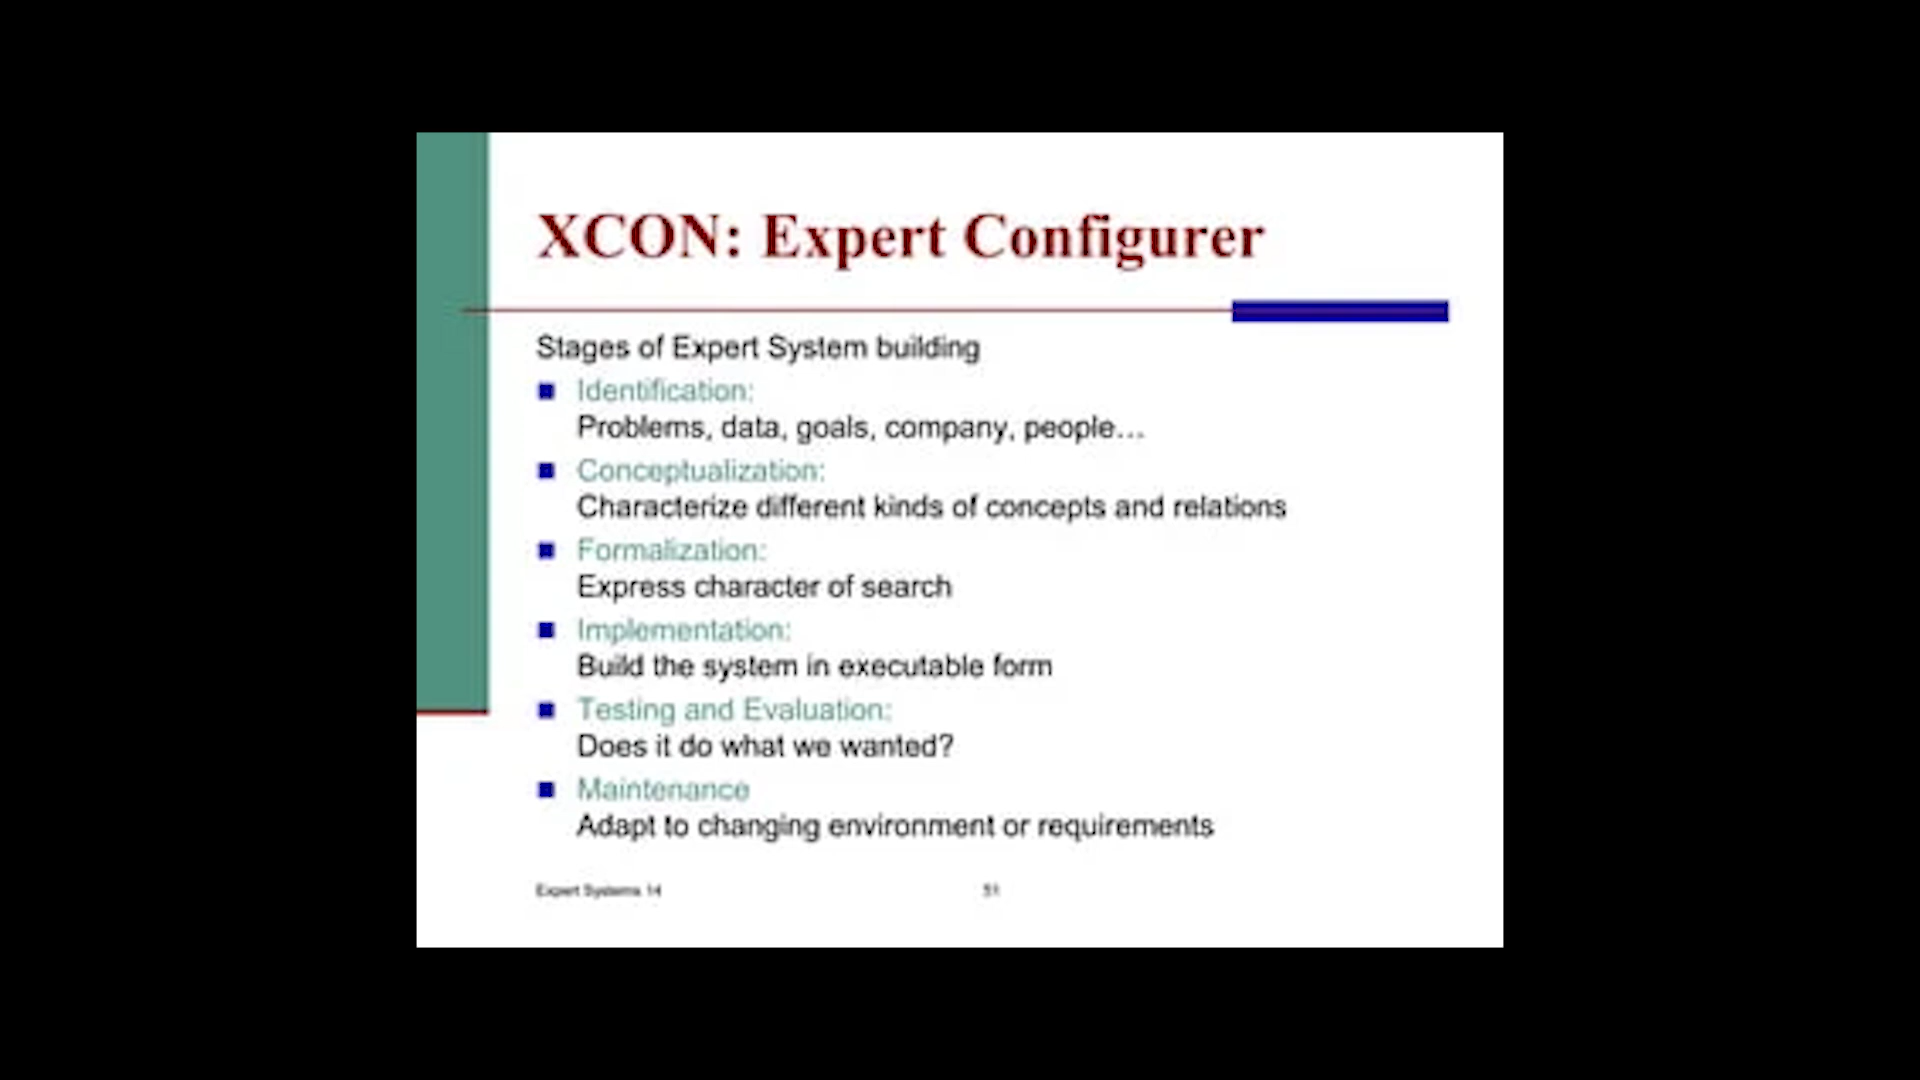 XCON: Expert Configurer
Stages of Expert System building
Identification:
Problems, data, goals, company, people…
Conceptualization:
Characterize different kinds of concepts and relations
Formalization:
Express character of search
Implementation:
Build the system in executable form
Testing and Evaluation:
Does it do what we wanted?
Maintenance
Adapt to changing environment or requirements
Expert Systems 14
51